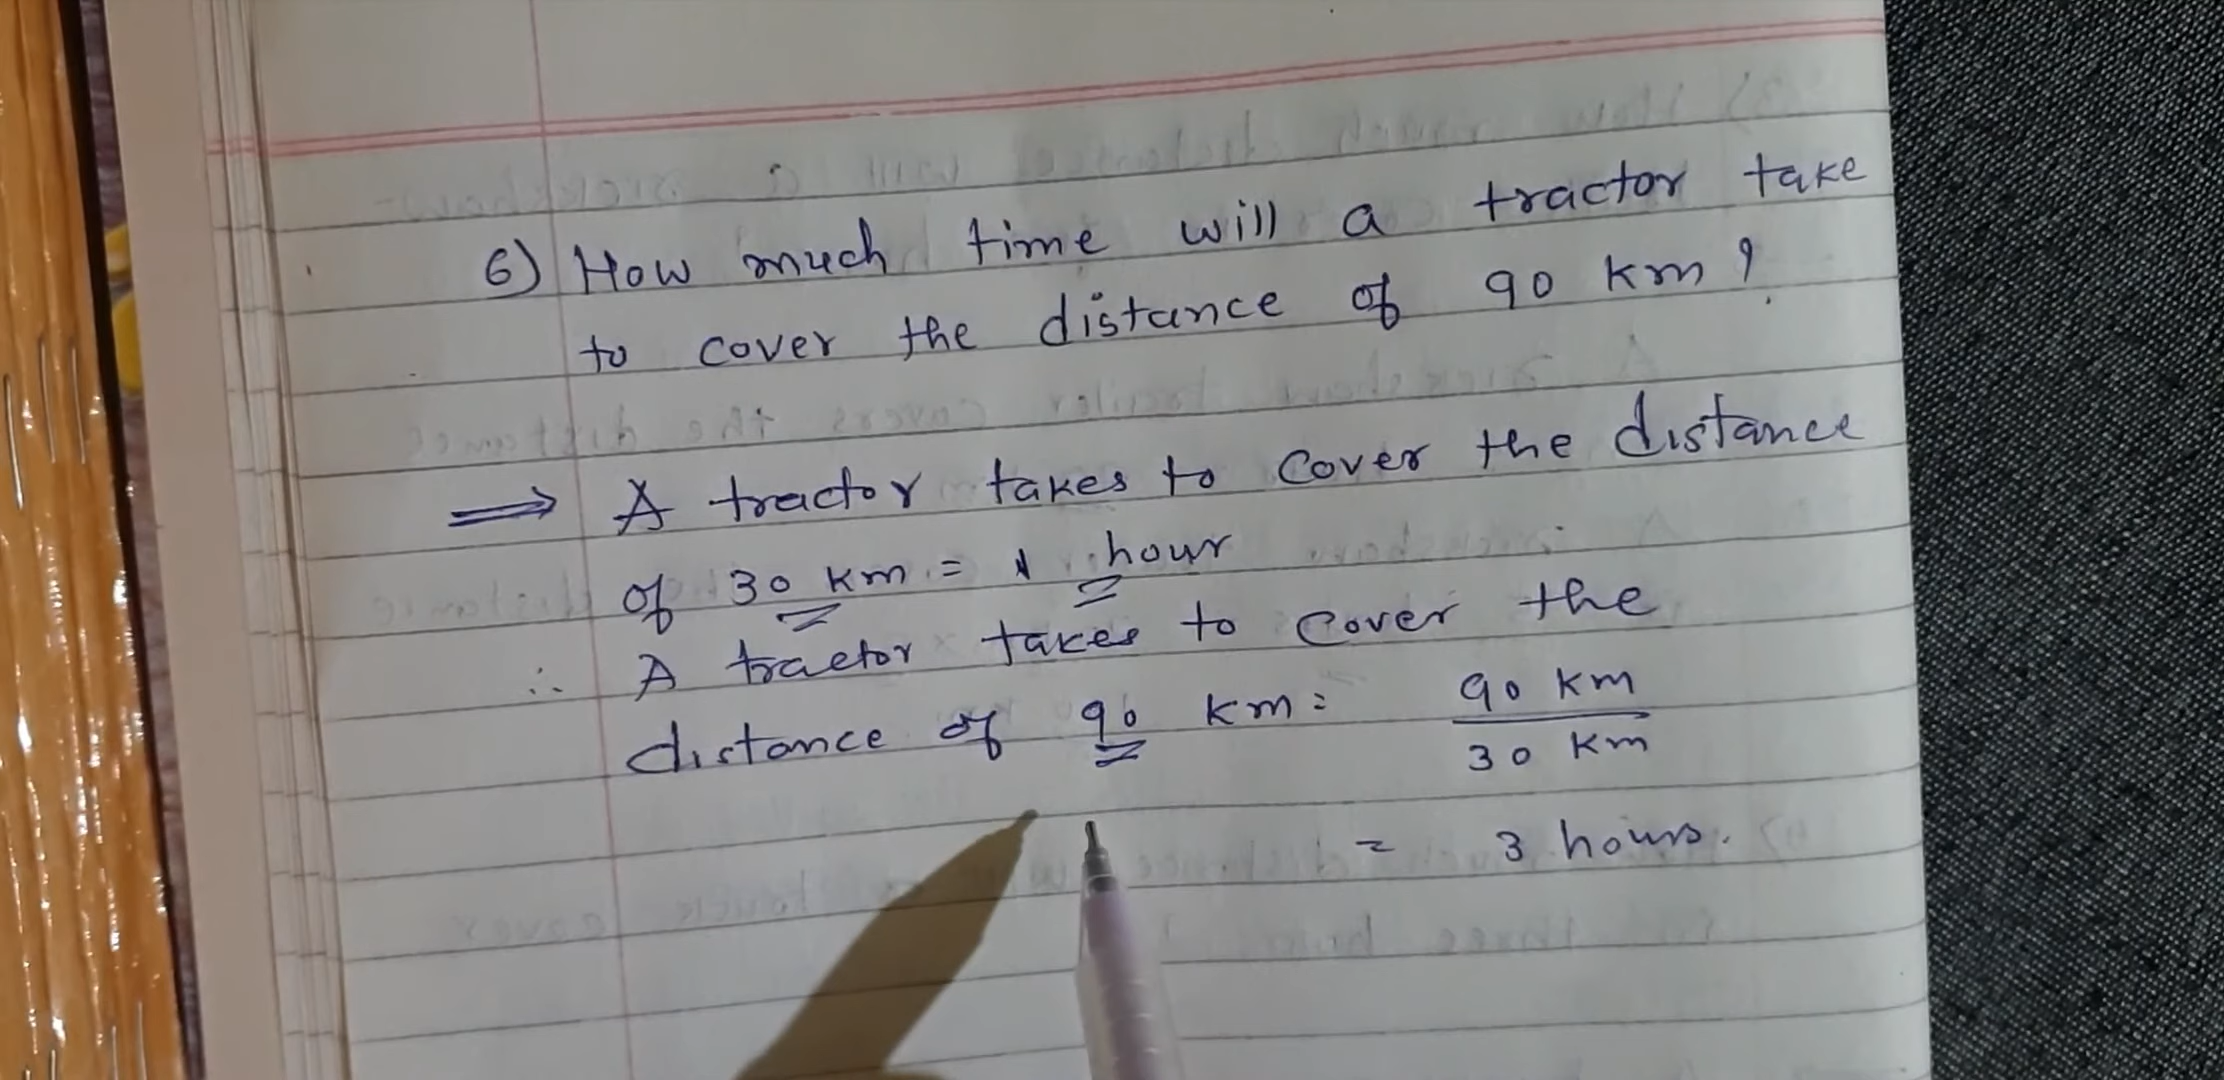 6) How much time will a tractor take
to cover the distance of 90 km?
⇒ A tractor takes to cover the distance
of 30 km = 1 hour
∴ A tractor takes to cover the
distance of 90 km = 90 km
30 km
= 3 hours.